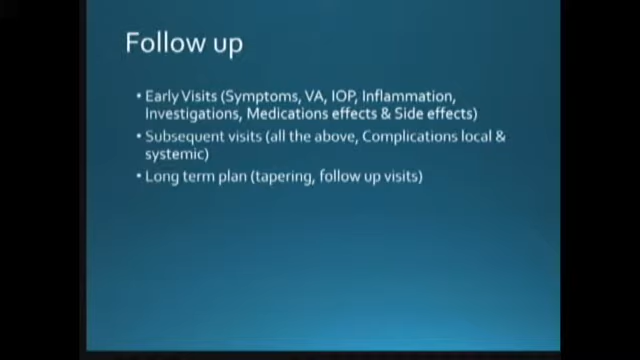 Follow up
• Early Visits (Symptoms, VA, IOP, Inflammation,
Investigations, Medications effects & Side effects)
• Subsequent visits (all the above, Complications local &
systemic)
• Long term plan (tapering, follow up visits)